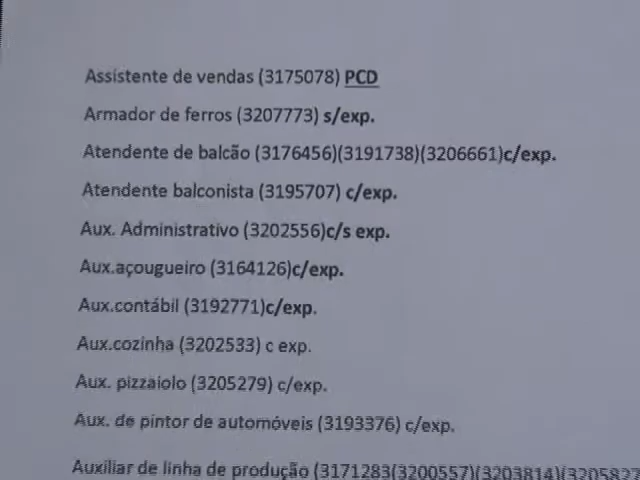 Assistente de vendas (3175078) PCD
Armador de ferros (3207773) s/exp.
Atendente de balcão (3176456)(3191738)(3206661)c/exp.
Atendente balconista (3195707) c/exp.
Aux. Administrativo (3202556)c/s exp.
Aux.açougueiro (3164126)c/exp.
Aux.contábil (3192771)c/exp.
Aux.cozinha (3202533) c exp.
Aux. pizzaiolo (3205279) c/exp.
Aux. de pintor de automóveis (3193376) c/exp.
Auxiliar de linha de produção (3171283(3200557)(3203814)(3205827